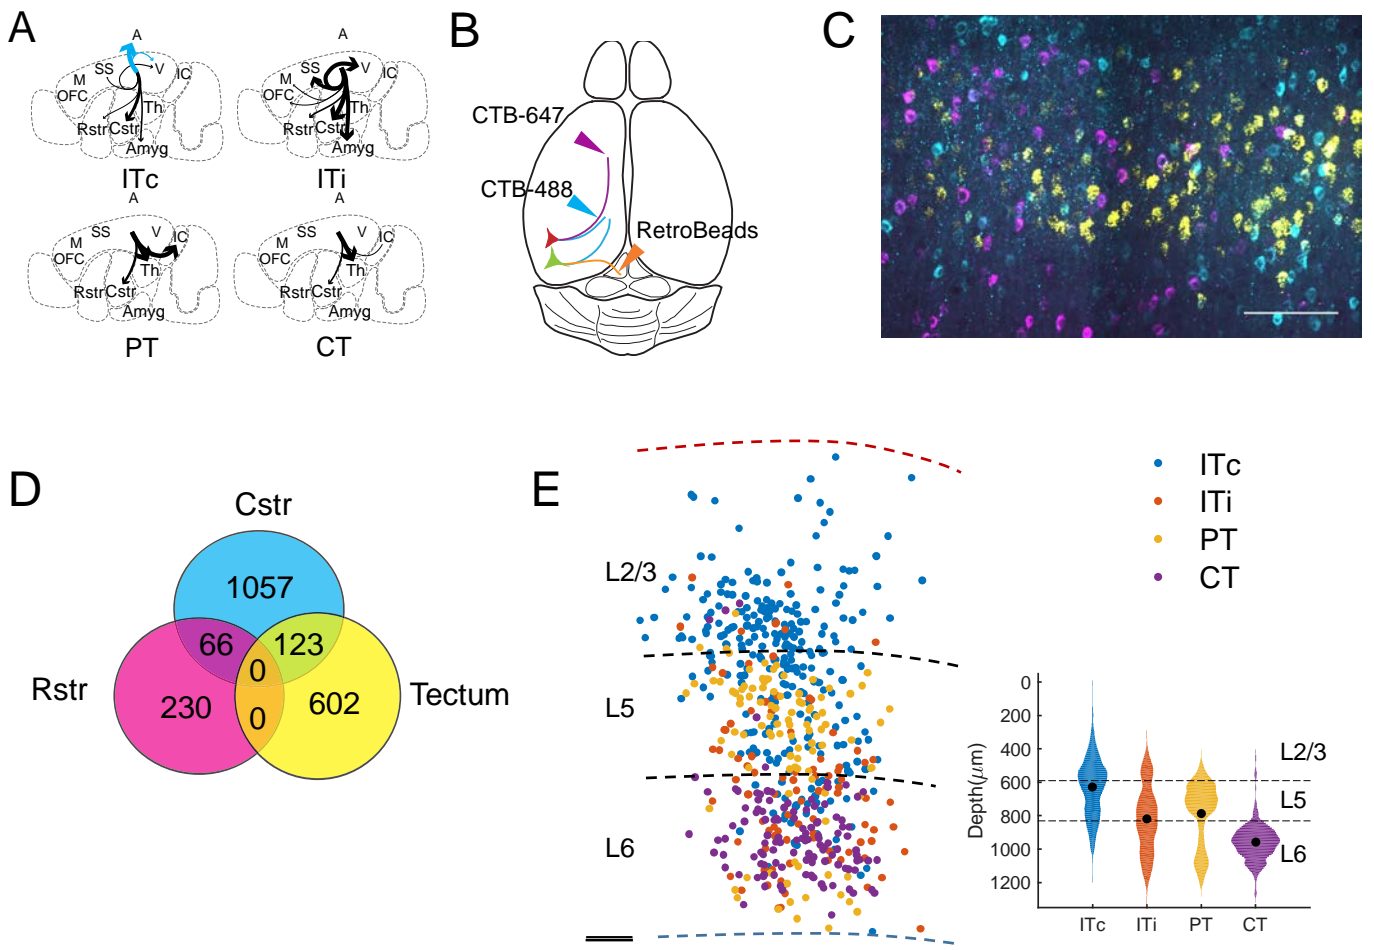 A
A
SS
V
IC
M
OFC
Th
Rstr
Cstr
Amyg
ITc
A
SS
V
IC
M
OFC
Th
Rstr
Cstr
Amyg
ITi
A
SS
V
IC
M
OFC
Th
Rstr
Cstr
Amyg
PT
A
SS
V
IC
M
OFC
Th
Rstr
Cstr
Amyg
CT
B
CTB-647
CTB-488
RetroBeads
C
D
Cstr
1057
66
123
0
Rstr
230
0
602
Tectum
E
L2/3
L5
L6
ITc
ITi
PT
CT
Depth(μm)
0
200
400
600
800
1000
1200
L2/3
L5
L6
ITc
ITi
PT
CT